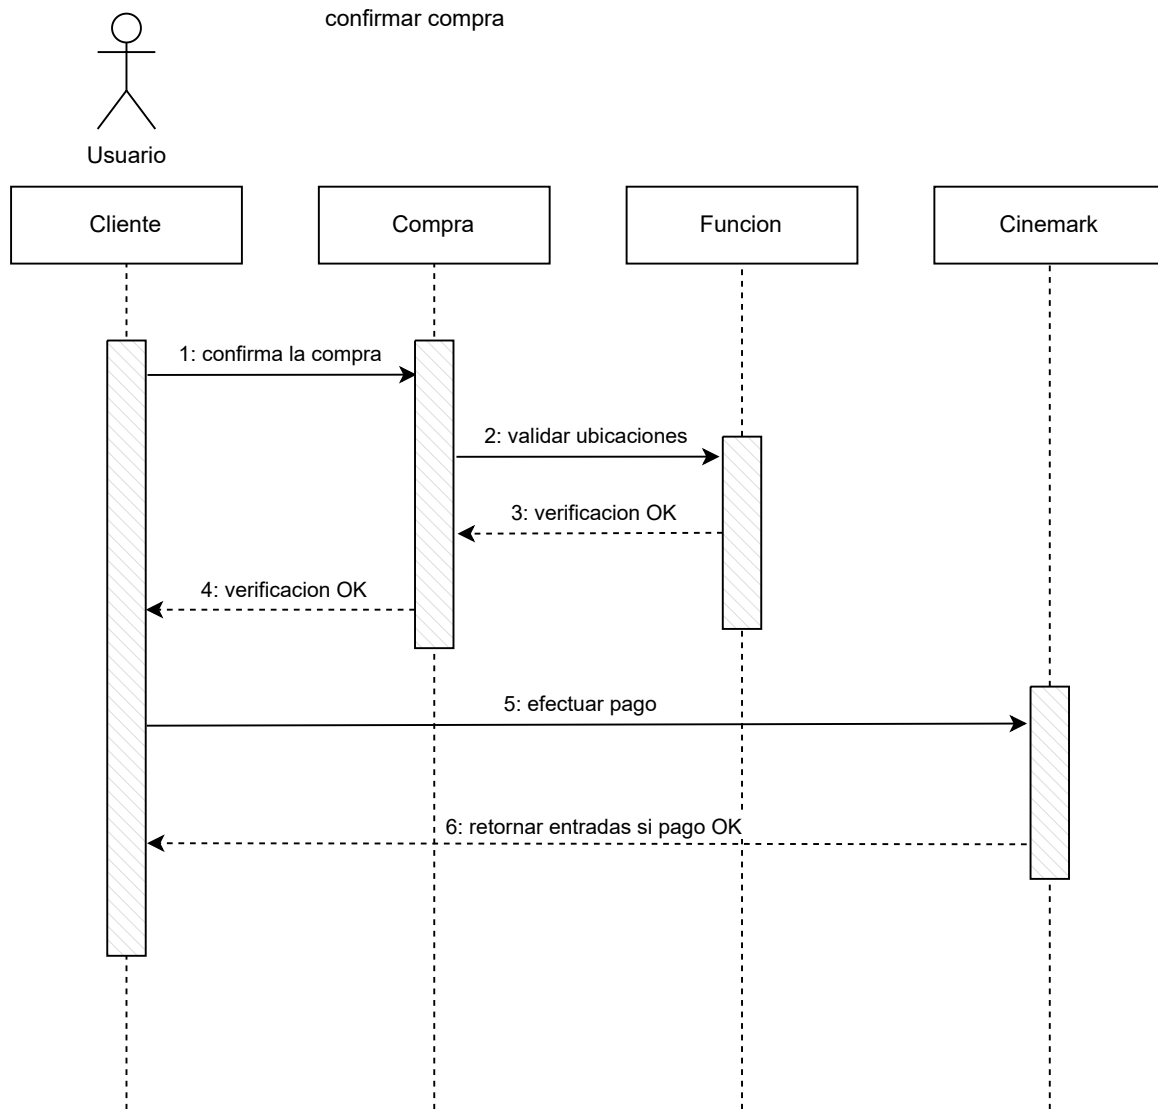 confirmar compra
Usuario
Cliente
Compra
Funcion
Cinemark
1: confirma la compra
2: validar ubicaciones
3: verificacion OK
4: verificacion OK
5: efectuar pago
6: retornar entradas si pago OK